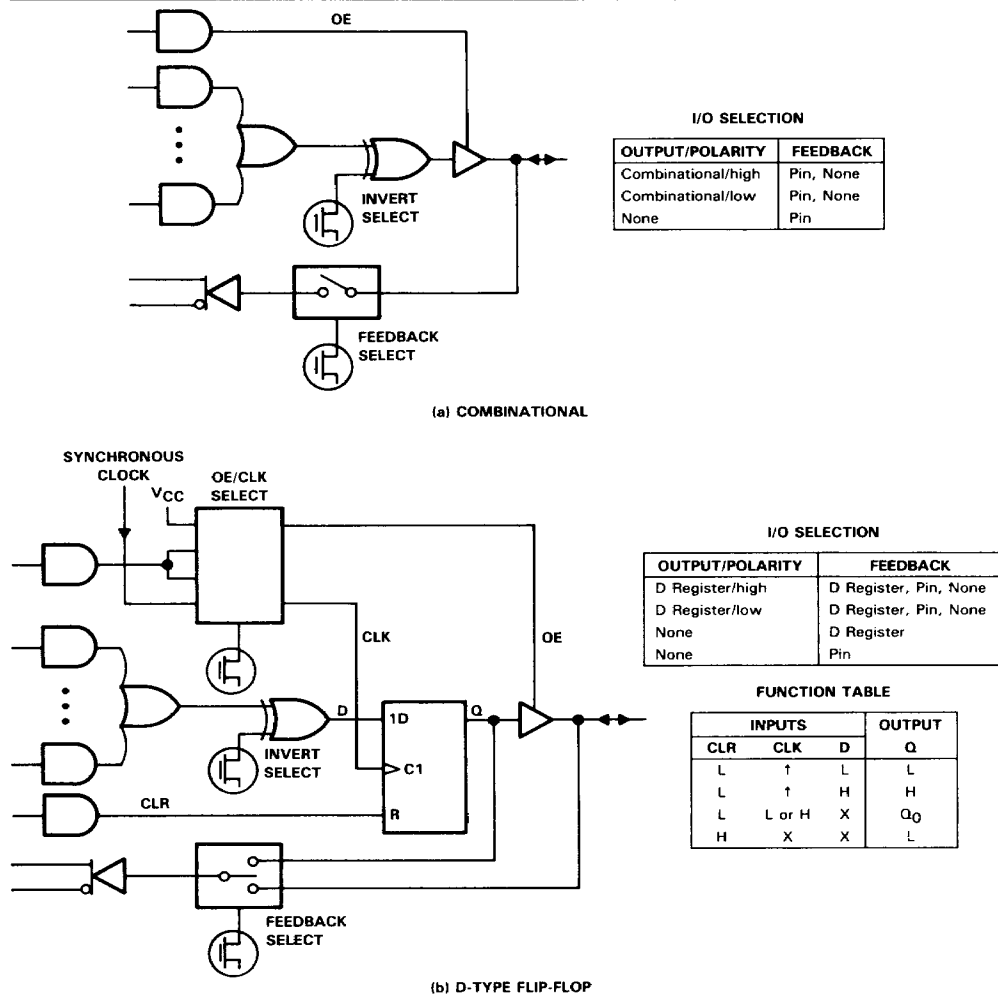 OE
INVERT
SELECT
FEEDBACK
SELECT
I/O SELECTION
OUTPUT/POLARITY FEEDBACK
Combinational/high Pin, None
Combinational/low Pin, None
None Pin
(a) COMBINATIONAL
SYNCHRONOUS
CLOCK
VCC
OE/CLK
SELECT
CLK
OE
D
1D
Q
C1
INVERT
SELECT
CLR
R
FEEDBACK
SELECT
I/O SELECTION
OUTPUT/POLARITY FEEDBACK
D Register/high D Register, Pin, None
D Register/low D Register, Pin, None
None D Register
None Pin
FUNCTION TABLE
INPUTS OUTPUT
CLR CLK D Q
L ↑ L L
L ↑ H H
L L or H X Q0
H X X L
(b) D-TYPE FLIP-FLOP